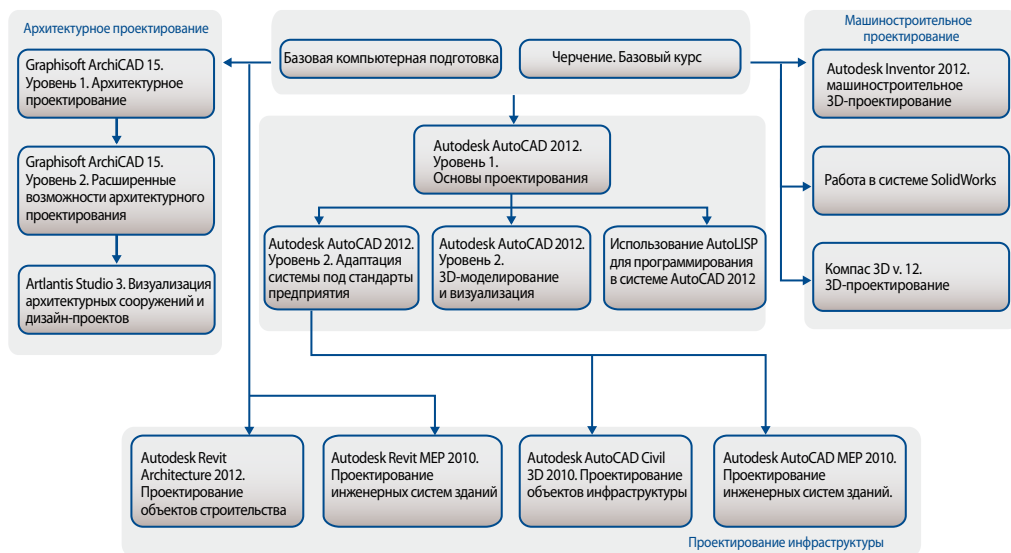 Архитектурное проектирование
Graphisoft ArchiCAD 15.
Уровень 1. Архитектурное
проектирование
Graphisoft ArchiCAD 15.
Уровень 2. Расширенные
возможности архитектурного
проектирования
Artlantis Studio 3. Визуализация
архитектурных сооружений и
дизайн-проектов
Базовая компьютерная подготовка
Черчение. Базовый курс
Autodesk AutoCAD 2012.
Уровень 1.
Основы проектирования
Autodesk AutoCAD 2012.
Уровень 2. Адаптация
системы под стандарты
предприятия
Autodesk AutoCAD 2012.
Уровень 2.
3D-моделирование
и визуализация
Использование AutoLISP
для программирования
в системе AutoCAD 2012
Машиностроительное
проектирование
Autodesk Inventor 2012.
машиностроительное
3D-проектирование
Работа в системе SolidWorks
Компас 3D v. 12.
3D-проектирование
Autodesk Revit
Architecture 2012.
Проектирование
объектов строительства
Autodesk Revit MEP 2010.
Проектирование
инженерных систем зданий
Autodesk AutoCAD Civil
3D 2010. Проектирование
объектов инфраструктуры
Autodesk AutoCAD MEP 2010.
Проектирование
инженерных систем зданий.
Проектирование инфраструктуры